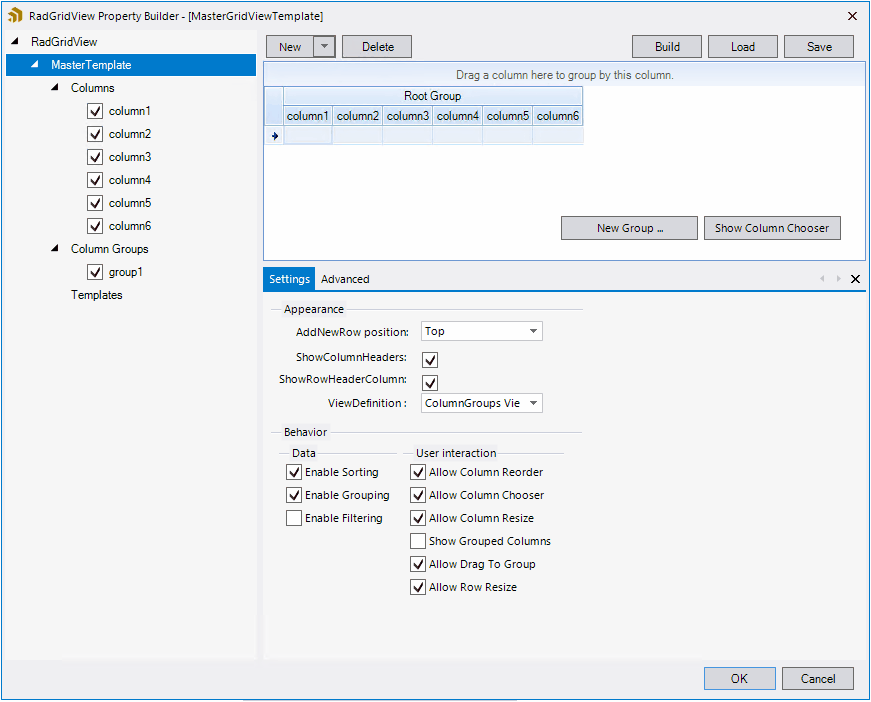 RadGridView Property Builder - [MasterGridViewTemplate]
RadGridView
MasterTemplate
Columns
column1
column2
column3
column4
column5
column6
Column Groups
group1
Templates
New
Delete
Build
Load
Save
Drag a column here to group by this column.
Root Group
column1 column2 column3 column4 column5 column6
New Group ...
Show Column Chooser
Settings
Advanced
Appearance
AddNewRow position: Top
ShowColumnHeaders:
ShowRowHeaderColumn:
ViewDefinition : ColumnGroups Vie
Behavior
Data
Enable Sorting
Enable Grouping
Enable Filtering
User interaction
Allow Column Reorder
Allow Column Chooser
Allow Column Resize
Show Grouped Columns
Allow Drag To Group
Allow Row Resize
OK
Cancel